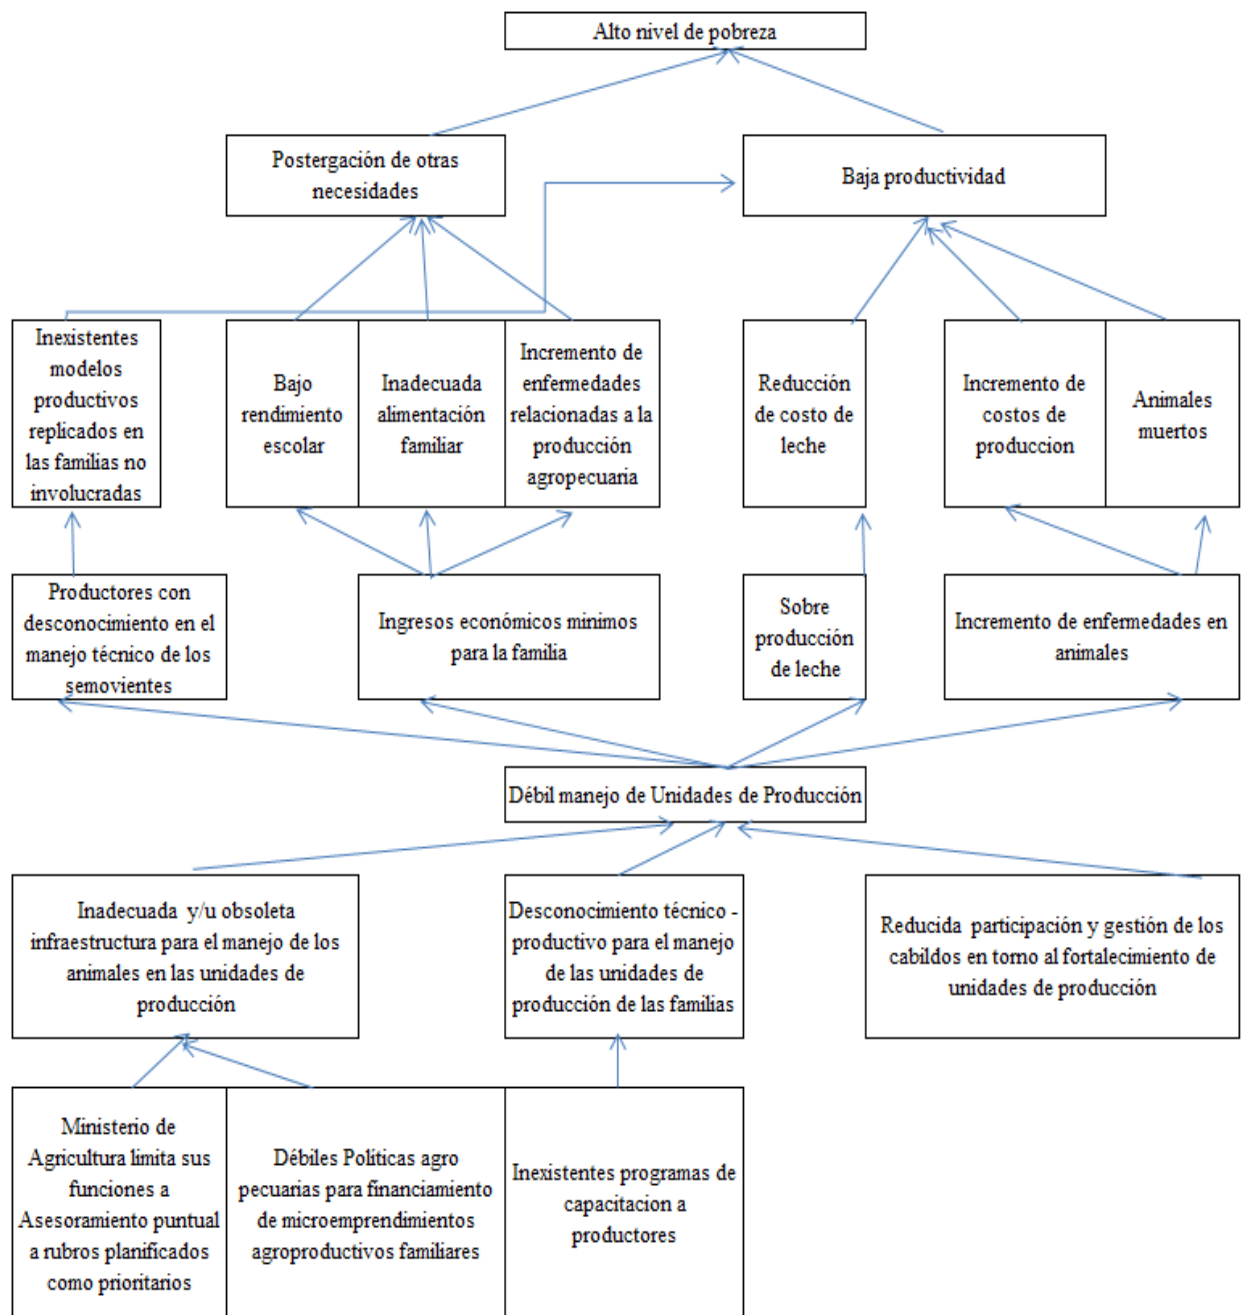 Alto nivel de pobreza
Postergación de otras
necesidades
Baja productividad
Inexistentes
modelos
productivos
replicados en
las familias no
involucradas
Bajo
rendimiento
escolar
Inadecuada
alimentación
familiar
Incremento de
enfermedades
relacionadas a la
producción
agropecuaria
Reducción
de costo de
leche
Incremento de
costos de
produccion
Animales
muertos
Productores con
desconocimiento en el
manejo técnico de los
semovientes
Ingresos económicos minimos
para la familia
Sobre
producción
de leche
Incremento de enfermedades en
animales
Débil manejo de Unidades de Producción
Inadecuada y/u obsoleta
infraestructura para el manejo de los
animales en las unidades de
producción
Desconocimiento técnico -
productivo para el manejo
de las unidades de
producción de las familias
Reducida participación y gestión de los
cabildos en torno al fortalecimiento de
unidades de producción
Ministerio de
Agricultura limita sus
funciones a
Asesoramiento puntual
a rubros planificados
como prioritarios
Débiles Políticas agro
pecuarias para financiamiento
de microemprendimientos
agroproductivos familiares
Inexistentes programas de
capacitacion a
productores